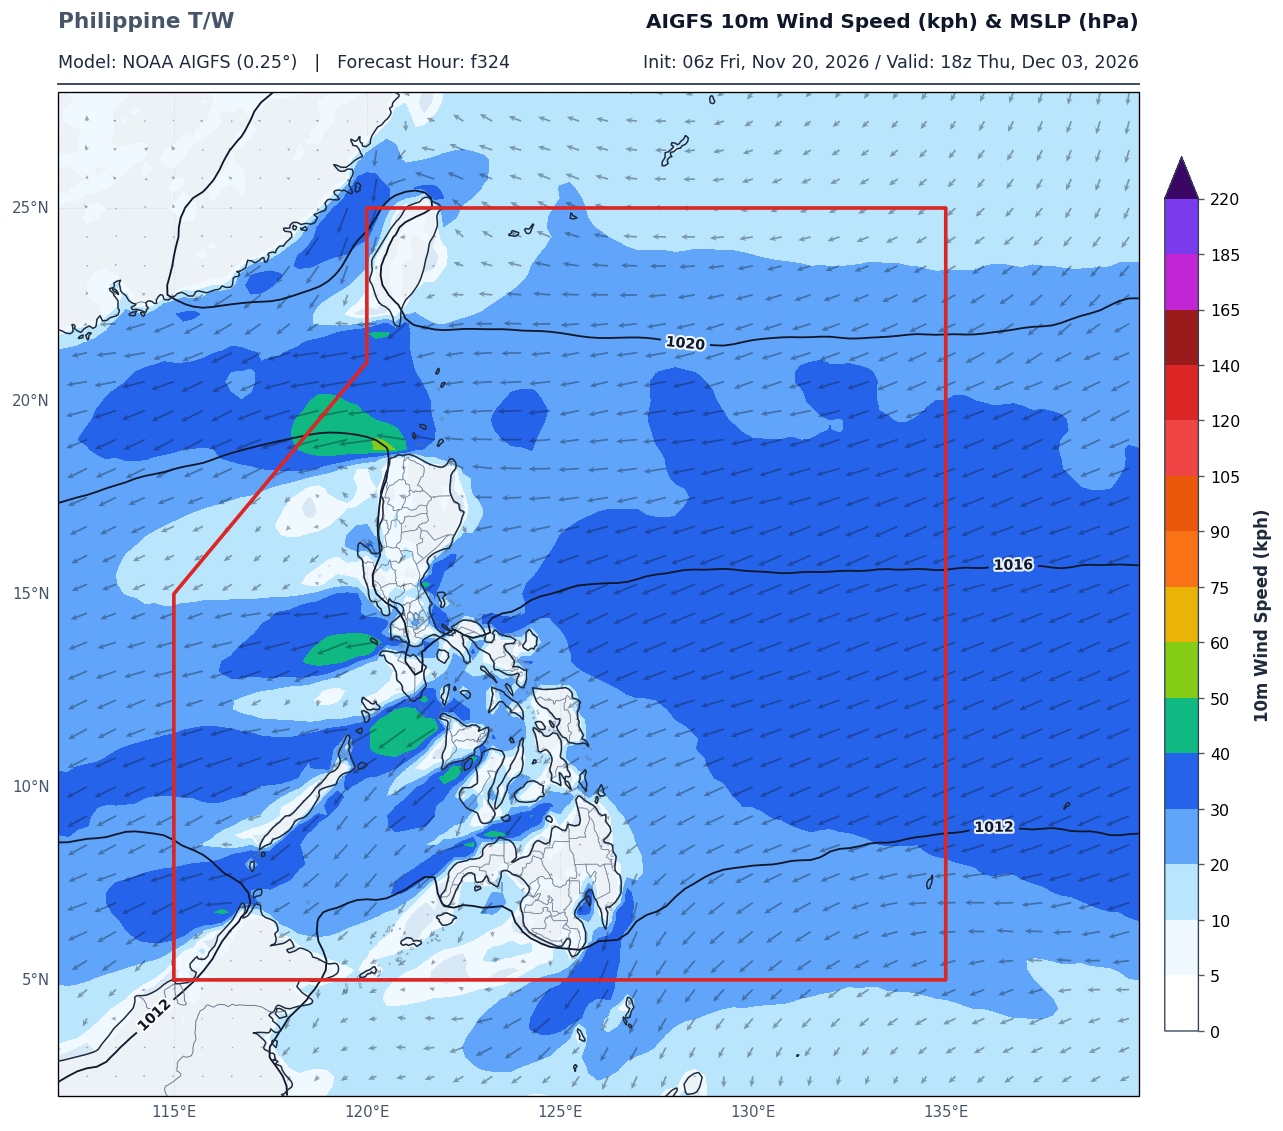 Philippine T/W
AIGFS 10m Wind Speed (kph) & MSLP (hPa)
Model: NOAA AIGFS (0.25°) | Forecast Hour: f324
Init: 06z Fri, Nov 20, 2026 / Valid: 18z Thu, Dec 03, 2026
25°N
20°N
15°N
10°N
5°N
115°E
120°E
125°E
130°E
135°E
1020
1016
1012
1012
220
185
165
140
120
105
90
75
60
50
40
30
20
10
5
0
10m Wind Speed (kph)